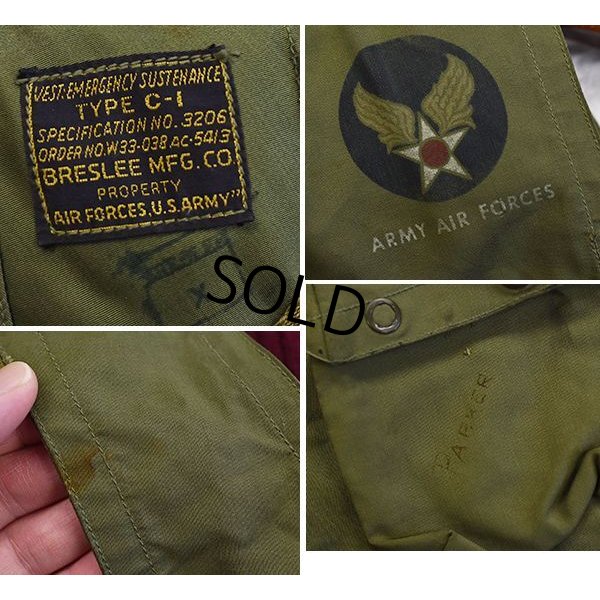 VEST-EMERGENCY SUSTENANCE
TYPE C-1
SPECIFICATION NO. 3206
ORDER NO. W33-038 AC-5413
BRESLEE MFG. CO.
PROPERTY
AIR FORCES, U.S. ARMY"
X
ARMY AIR FORCES
SOLD
PARKER